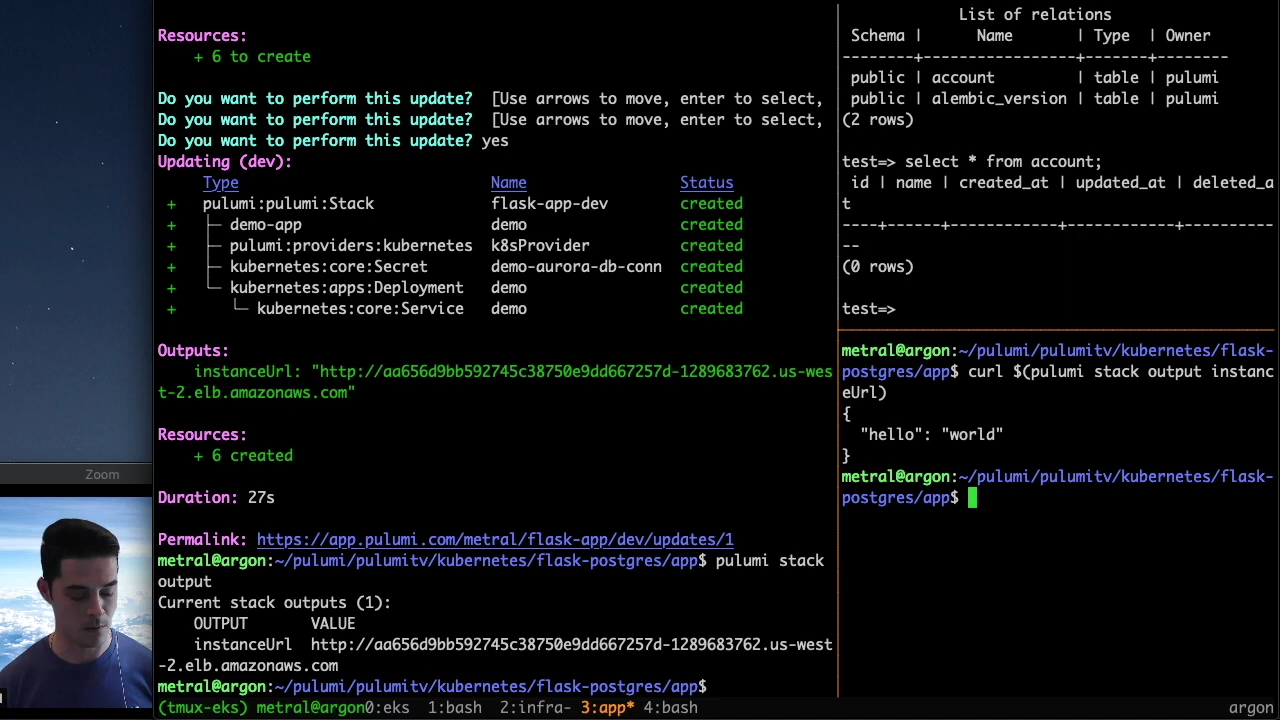 Resources:
+ 6 to create
Do you want to perform this update?  [Use arrows to move, enter to select,
Do you want to perform this update?  [Use arrows to move, enter to select,
Do you want to perform this update? yes
Updating (dev):
Type Name Status
+ pulumi:pulumi:Stack flask-app-dev created
+ ├─ demo-app demo created
+ ├─ pulumi:providers:kubernetes k8sProvider created
+ ├─ kubernetes:core:Secret demo-aurora-db-conn created
+ └─ kubernetes:apps:Deployment demo created
+ └─ kubernetes:core:Service demo created
Outputs:
instanceUrl: "http://aa656d9bb592745c38750e9dd667257d-1289683762.us-wes
t-2.elb.amazonaws.com"
Resources:
+ 6 created
Duration: 27s
Permalink: https://app.pulumi.com/metral/flask-app/dev/updates/1
metral@argon:~/pulumi/pulumitv/kubernetes/flask-postgres/app$ pulumi stack
output
Current stack outputs (1):
OUTPUT VALUE
instanceUrl http://aa656d9bb592745c38750e9dd667257d-1289683762.us-west
-2.elb.amazonaws.com
metral@argon:~/pulumi/pulumitv/kubernetes/flask-postgres/app$
List of relations
Schema | Name | Type | Owner
--------+-----------------+-------+--------
public | account | table | pulumi
public | alembic_version | table | pulumi
(2 rows)
test=> select * from account;
id | name | created_at | updated_at | deleted_a
t
----+------+------------+------------+----------
--
(0 rows)
test=>
metral@argon:~/pulumi/pulumitv/kubernetes/flask-
postgres/app$ curl $(pulumi stack output instanc
eUrl)
{
"hello": "world"
}
metral@argon:~/pulumi/pulumitv/kubernetes/flask-
postgres/app$
Zoom
(tmux-eks) metral@argon0:eks 1:bash 2:infra- 3:app* 4:bash argon